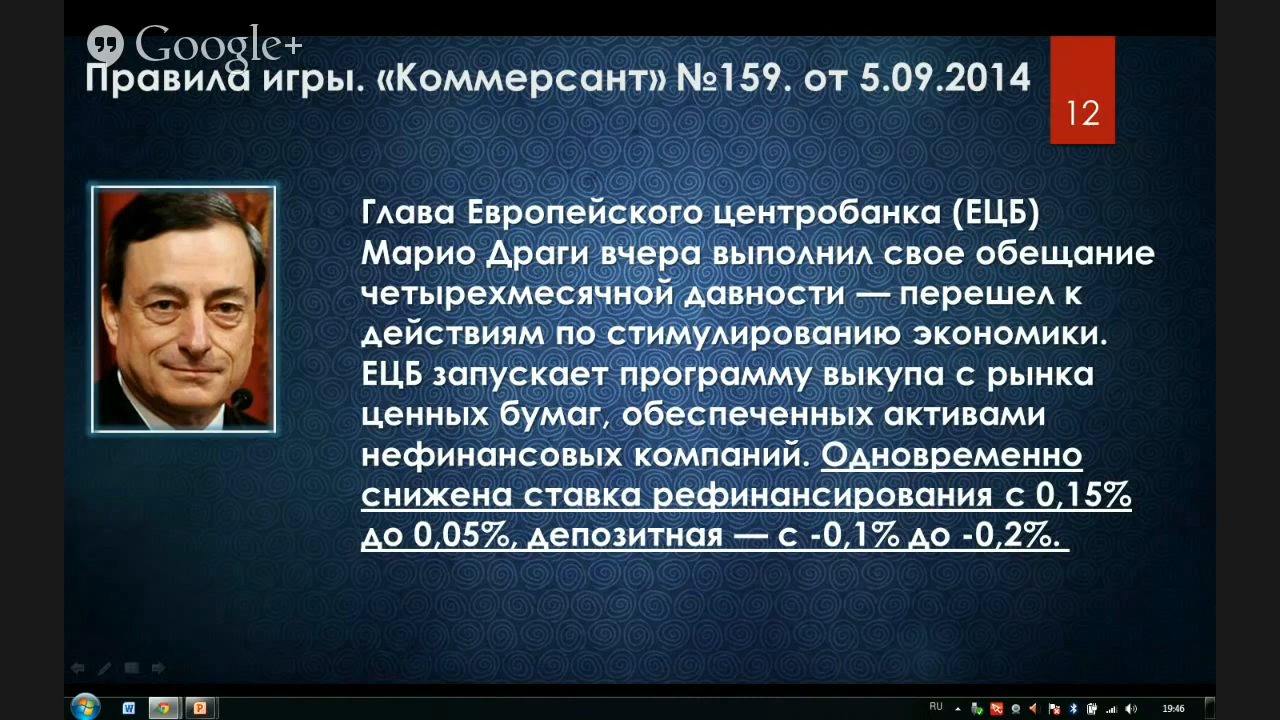 Google+
Правила игры. «Коммерсант» №159. от 5.09.2014
12
Глава Европейского центробанка (ЕЦБ)
Марио Драги вчера выполнил свое обещание
четырехмесячной давности — перешел к
действиям по стимулированию экономики.
ЕЦБ запускает программу выкупа с рынка
ценных бумаг, обеспеченных активами
нефинансовых компаний. Одновременно
снижена ставка рефинансирования с 0,15%
до 0,05%, депозитная — с -0,1% до -0,2%.
RU
19:46